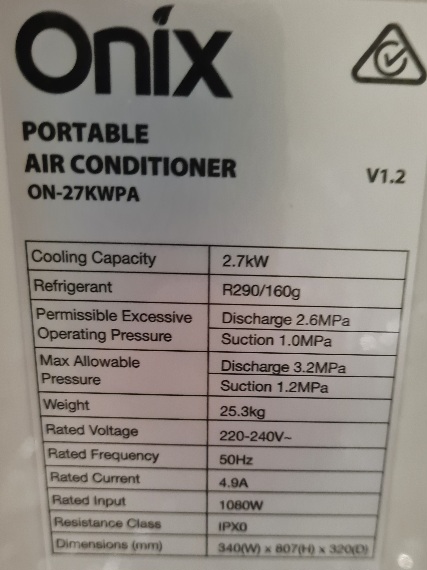 Onix
PORTABLE
AIR CONDITIONER
ON-27KWPA
V1.2
Cooling Capacity 2.7kW
Refrigerant R290/160g
Permissible Excessive Operating Pressure Discharge 2.6MPa
Suction 1.0MPa
Max Allowable Pressure Discharge 3.2MPa
Suction 1.2MPa
Weight 25.3kg
Rated Voltage 220-240V~
Rated Frequency 50Hz
Rated Current 4.9A
Rated Input 1080W
Resistance Class IPX0
Dimensions (mm) 340(W) x 807(H) x 320(D)